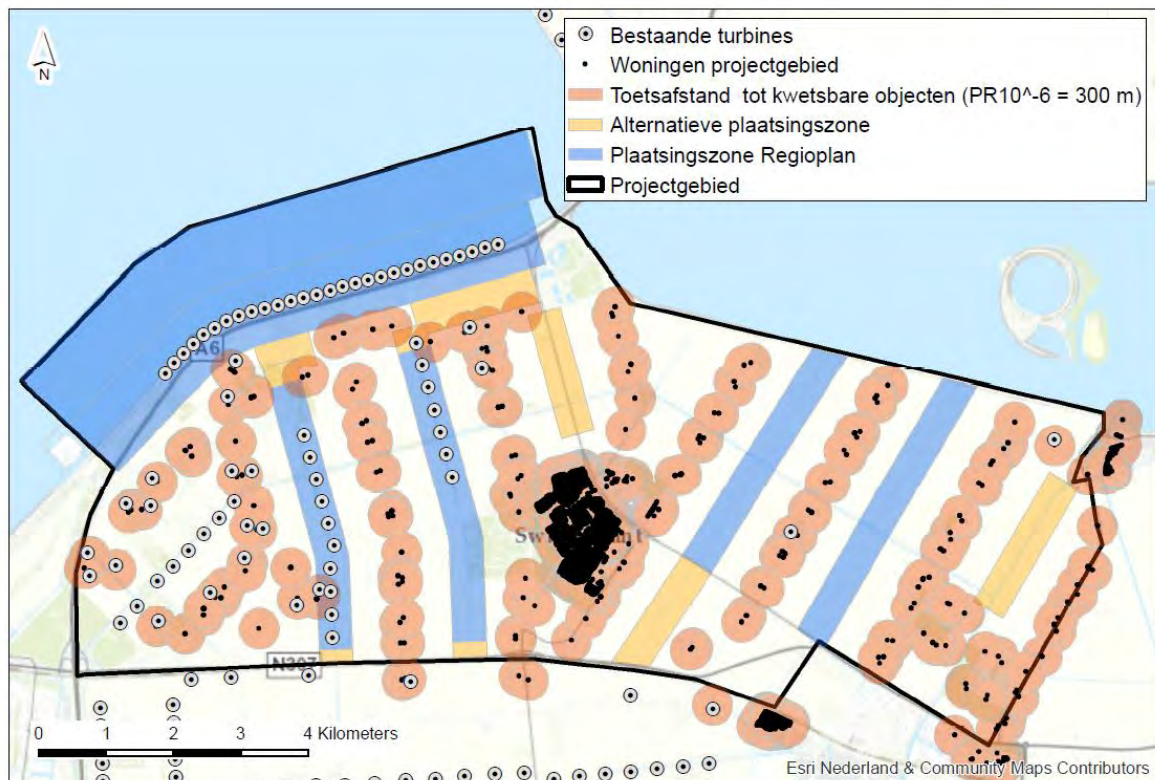 Bestaande turbines
Woningen projectgebied
Toetsafstand tot kwetsbare objecten (PR10^-6 = 300 m)
Alternatieve plaatsingszone
Plaatsingszone Regioplan
Projectgebied
N
A6
N307
0 1 2 3 4 Kilometers
Esri Nederland & Community Maps Contributors